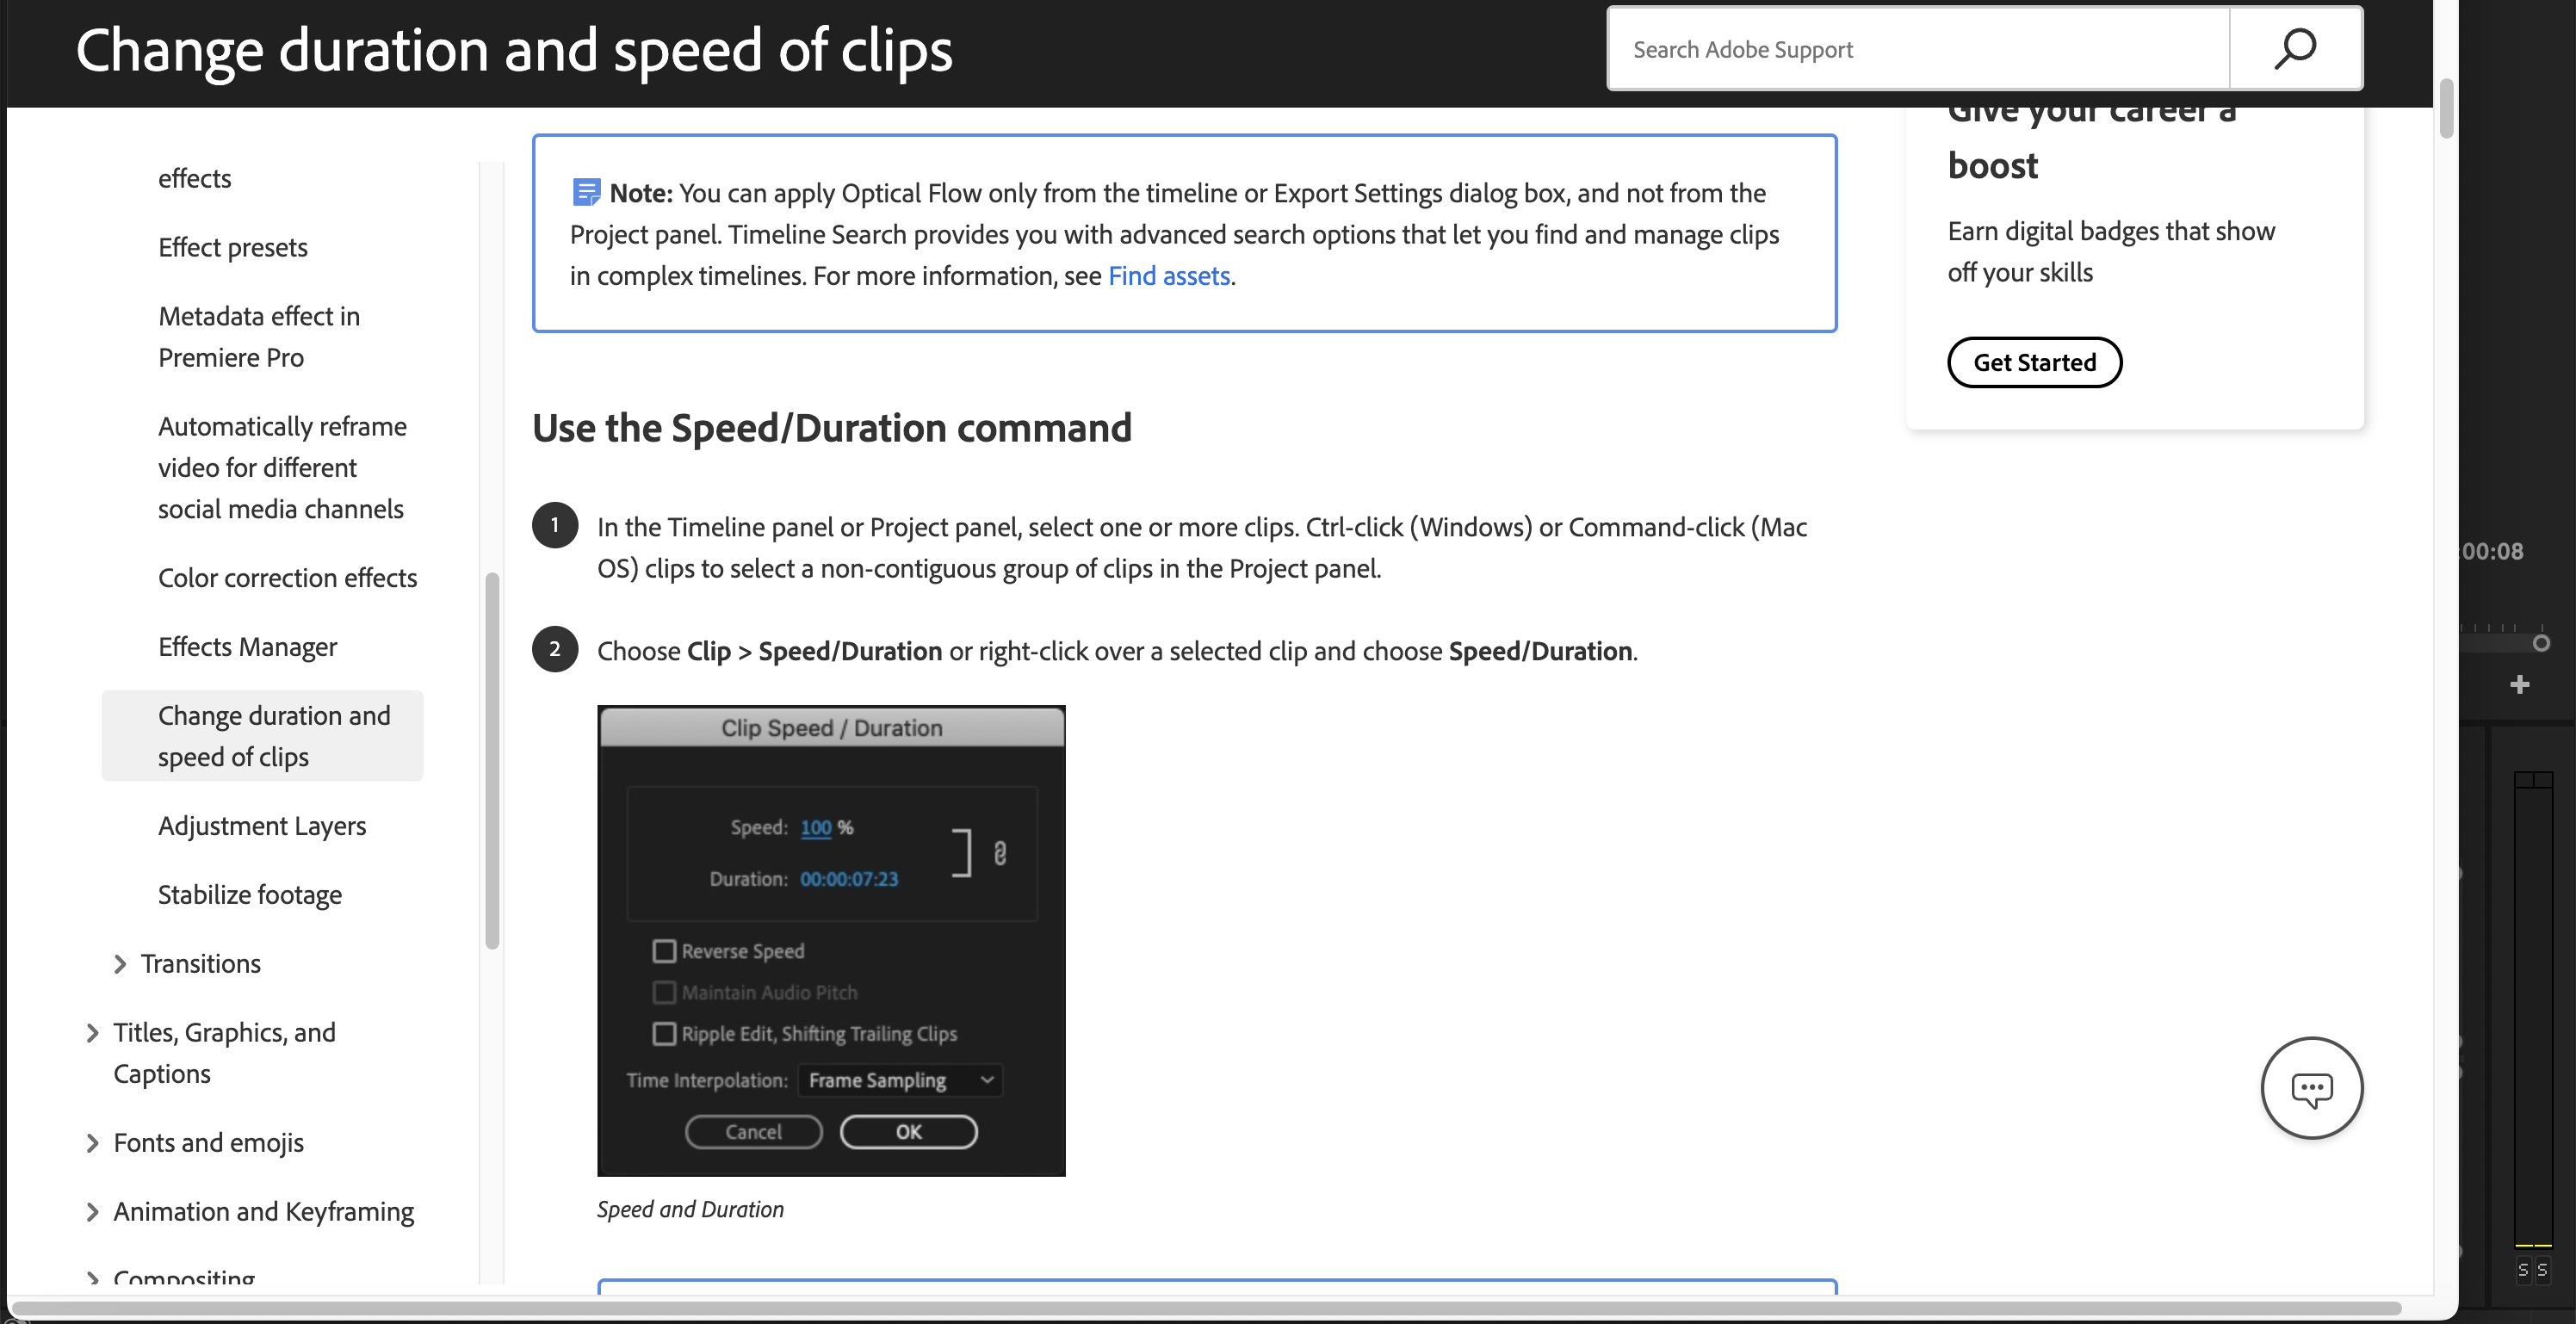 Change duration and speed of clips
Search Adobe Support
effects
Effect presets
Metadata effect in
Premiere Pro
Automatically reframe
video for different
social media channels
Color correction effects
Effects Manager
Change duration and
speed of clips
Adjustment Layers
Stabilize footage
Transitions
Titles, Graphics, and
Captions
Fonts and emojis
Animation and Keyframing
Compositing
Note: You can apply Optical Flow only from the timeline or Export Settings dialog box, and not from the
Project panel. Timeline Search provides you with advanced search options that let you find and manage clips
in complex timelines. For more information, see Find assets.
Use the Speed/Duration command
1 In the Timeline panel or Project panel, select one or more clips. Ctrl-click (Windows) or Command-click (Mac
OS) clips to select a non-contiguous group of clips in the Project panel.
2 Choose Clip > Speed/Duration or right-click over a selected clip and choose Speed/Duration.
Clip Speed / Duration
Speed: 100 %
Duration: 00:00:07:23
Reverse Speed
Maintain Audio Pitch
Ripple Edit, Shifting Trailing Clips
Time Interpolation: Frame Sampling
Cancel OK
Speed and Duration
Give your career a
boost
Earn digital badges that show
off your skills
Get Started
:00:08
S S